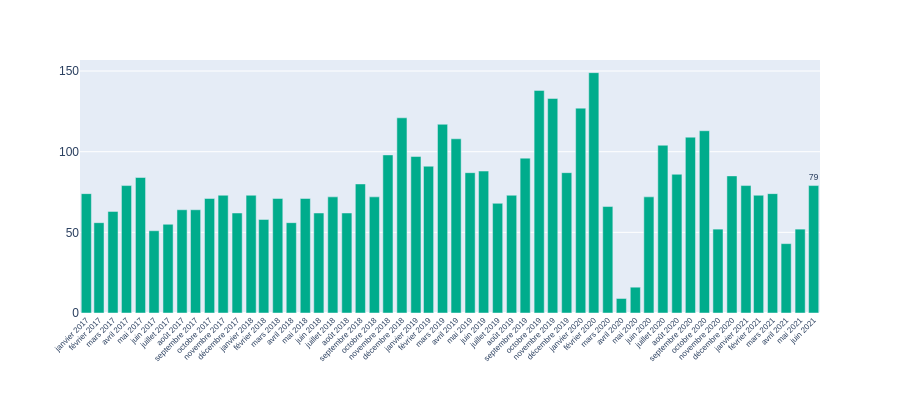 150
100
50
0
79
janvier 2017
février 2017
mars 2017
avril 2017
mai 2017
juin 2017
juillet 2017
août 2017
septembre 2017
octobre 2017
novembre 2017
décembre 2017
janvier 2018
février 2018
mars 2018
avril 2018
mai 2018
juin 2018
juillet 2018
août 2018
septembre 2018
octobre 2018
novembre 2018
décembre 2018
janvier 2019
février 2019
mars 2019
avril 2019
mai 2019
juin 2019
juillet 2019
août 2019
septembre 2019
octobre 2019
novembre 2019
décembre 2019
janvier 2020
février 2020
mars 2020
avril 2020
mai 2020
juin 2020
juillet 2020
août 2020
septembre 2020
octobre 2020
novembre 2020
décembre 2020
janvier 2021
février 2021
mars 2021
avril 2021
mai 2021
juin 2021